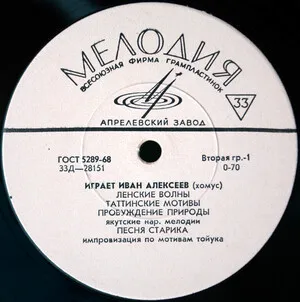 МЕЛОДИЯ
ВСЕСОЮЗНАЯ ФИРМА ГРАМПЛАСТИНОК
33
АПРЕЛЕВСКИЙ ЗАВОД
ГОСТ 5289-68
33Д—28151
Вторая гр.-1
0-70
ИГРАЕТ ИВАН АЛЕКСЕЕВ (хомус)
ЛЕНСКИЕ ВОЛНЫ
ТАТТИНСКИЕ МОТИВЫ
ПРОБУЖДЕНИЕ ПРИРОДЫ
якутские нар. мелодии
ПЕСНЯ СТАРИКА
импровизация по мотивам тойука